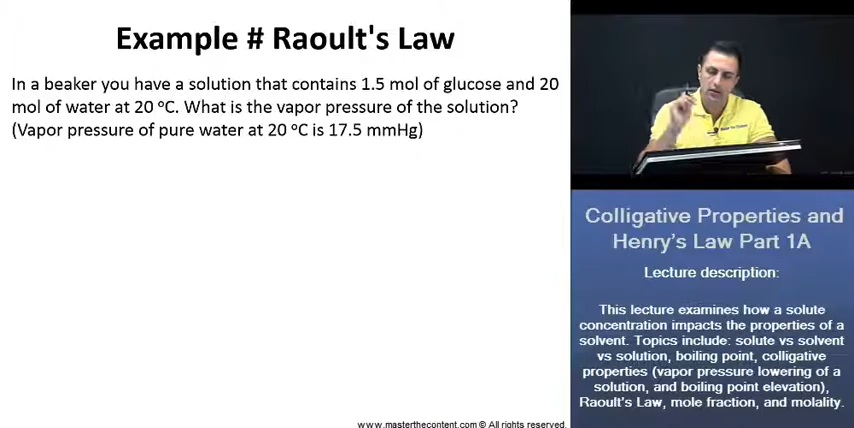 Example # Raoult's Law
In a beaker you have a solution that contains 1.5 mol of glucose and 20
mol of water at 20 ºC. What is the vapor pressure of the solution?
(Vapor pressure of pure water at 20 ºC is 17.5 mmHg)
www.masterthecontent.com © All rights reserved.
Colligative Properties and
Henry's Law Part 1A
Lecture description:
This lecture examines how a solute
concentration impacts the properties of a
solvent. Topics include: solute vs solvent
vs solution, boiling point, colligative
properties (vapor pressure lowering of a
solution, and boiling point elevation),
Raoult's Law, mole fraction, and molality.